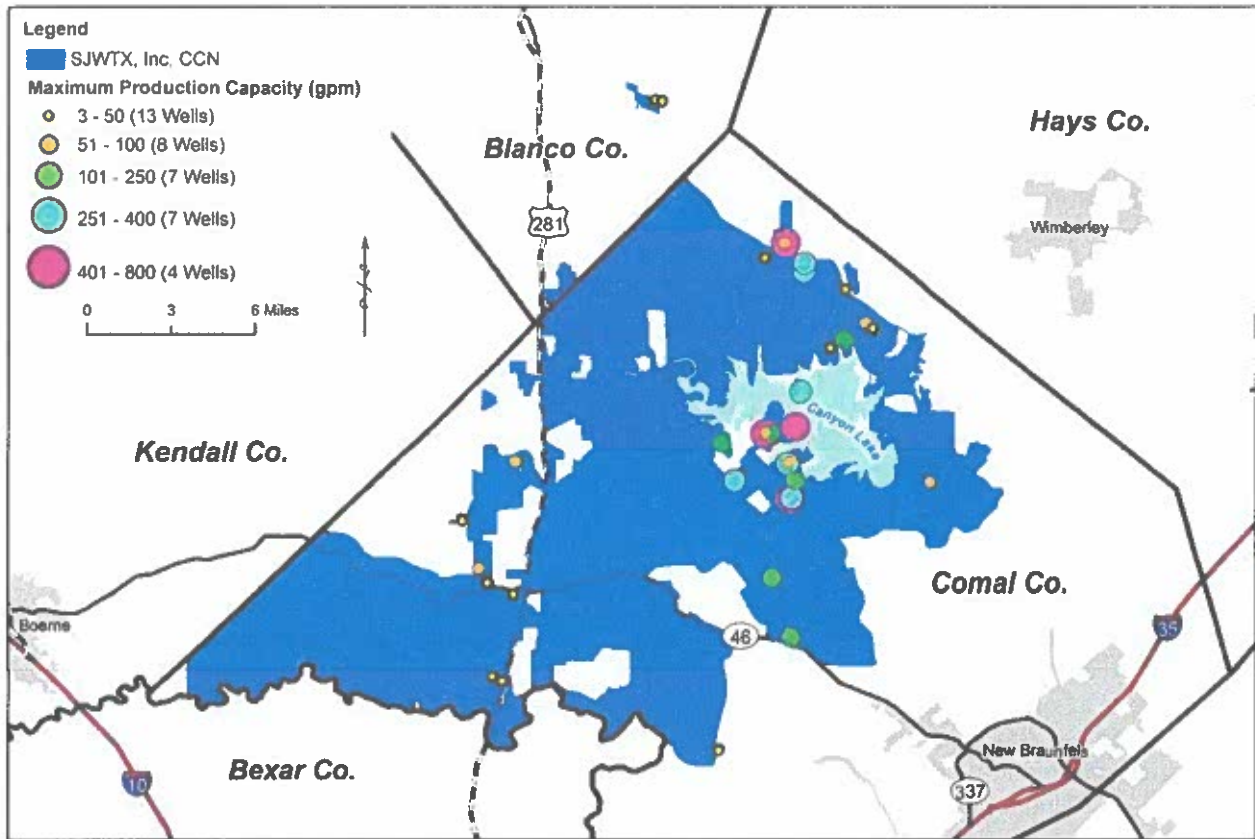 Legend
SJWTX, Inc. CCN
Maximum Production Capacity (gpm)
3 - 50 (13 Wells)
51 - 100 (8 Wells)
101 - 250 (7 Wells)
251 - 400 (7 Wells)
401 - 800 (4 Wells)
0 3 6 Miles
Blanco Co.
Hays Co.
Wimberley
281
Canyon Lake
Kendall Co.
Comal Co.
Boerne
46
35
Bexar Co.
New Braunfels
10
337